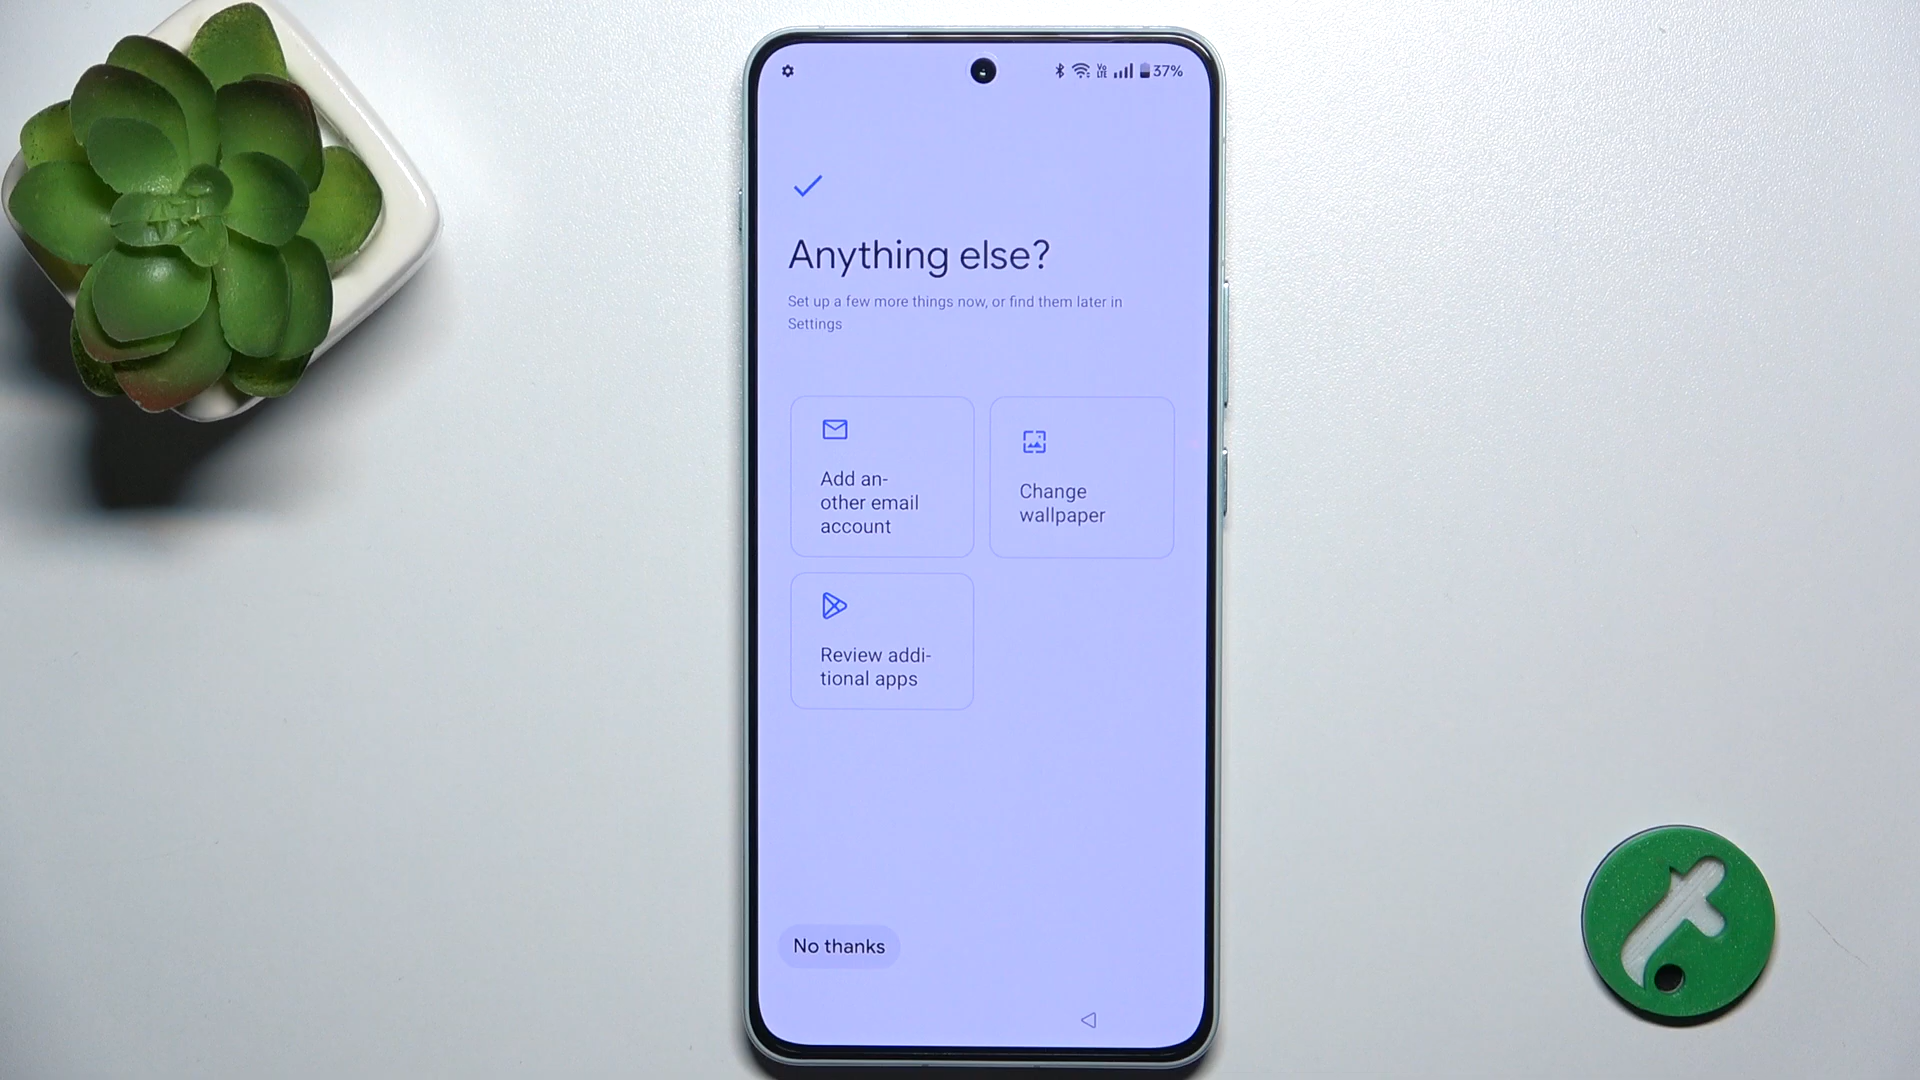 37%
Anything else?
Set up a few more things now, or find them later in
Settings
Add an-
other email
account
Change
wallpaper
Review addi-
tional apps
No thanks